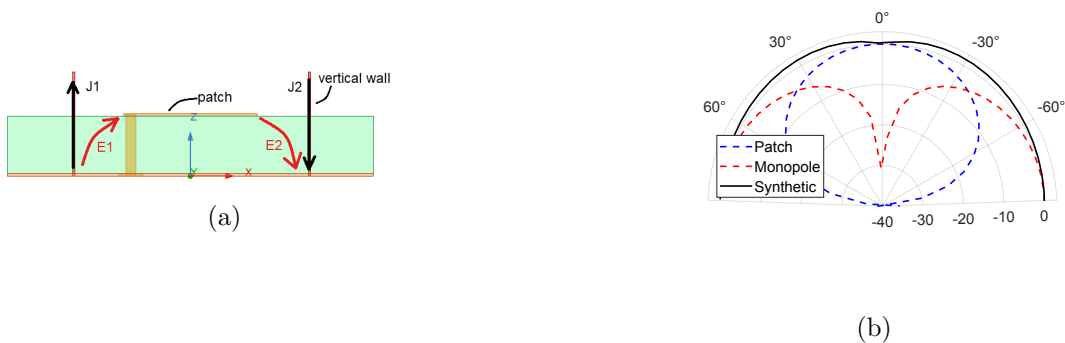 J1
patch
J2
vertical wall
Z
E1
E2
Y
X
(a)
0°
30°
-30°
60°
-60°
Patch
Monopole
Synthetic
-40
-30
-20
-10
0
(b)